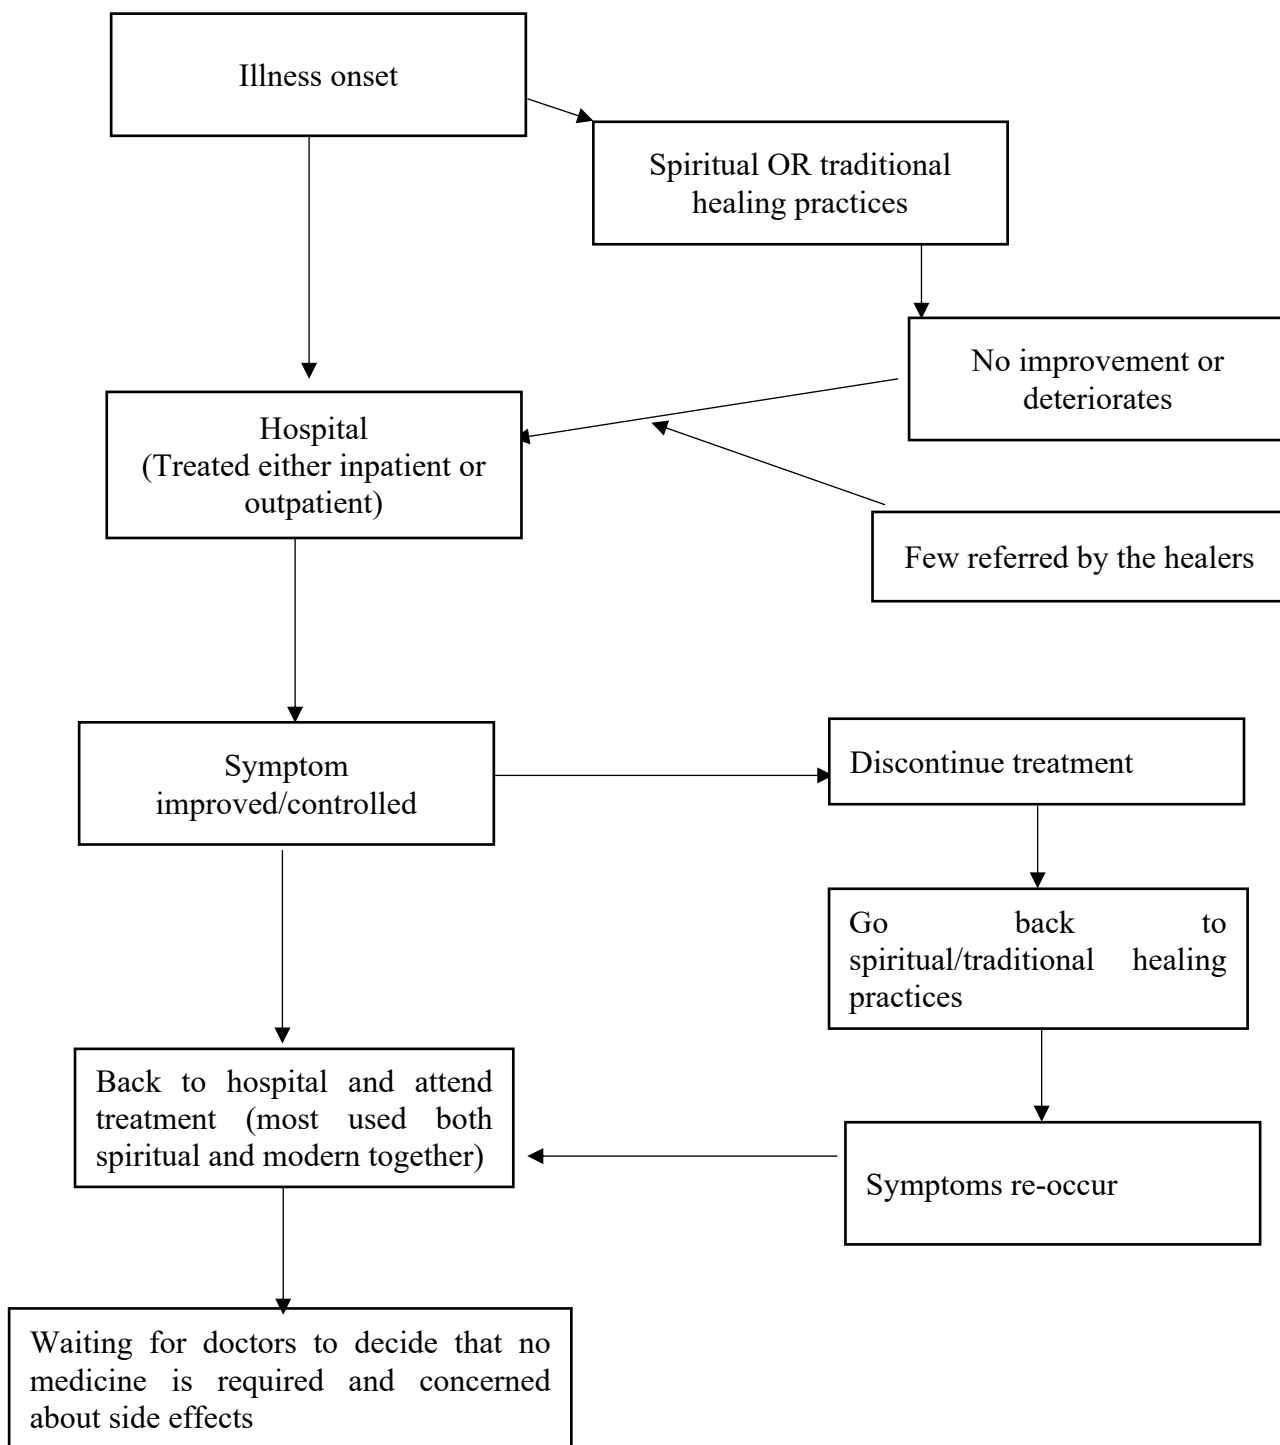 Illness onset
Spiritual OR traditional
healing practices
No improvement or
deteriorates
Hospital
(Treated either inpatient or
outpatient)
Few referred by the healers
Symptom
improved/controlled
Discontinue treatment
Go back to
spiritual/traditional healing
practices
Back to hospital and attend
treatment (most used both
spiritual and modern together)
Symptoms re-occur
Waiting for doctors to decide that no
medicine is required and concerned
about side effects